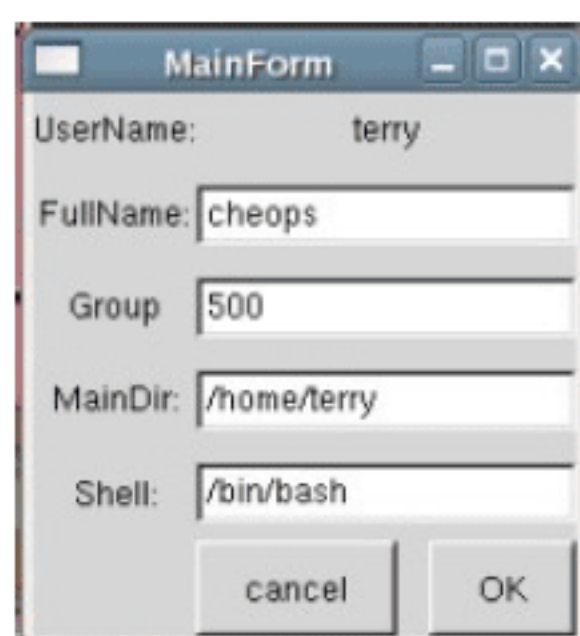 MainForm
UserName: terry
FullName: cheops
Group 500
MainDir: /home/terry
Shell: /bin/bash
cancel OK